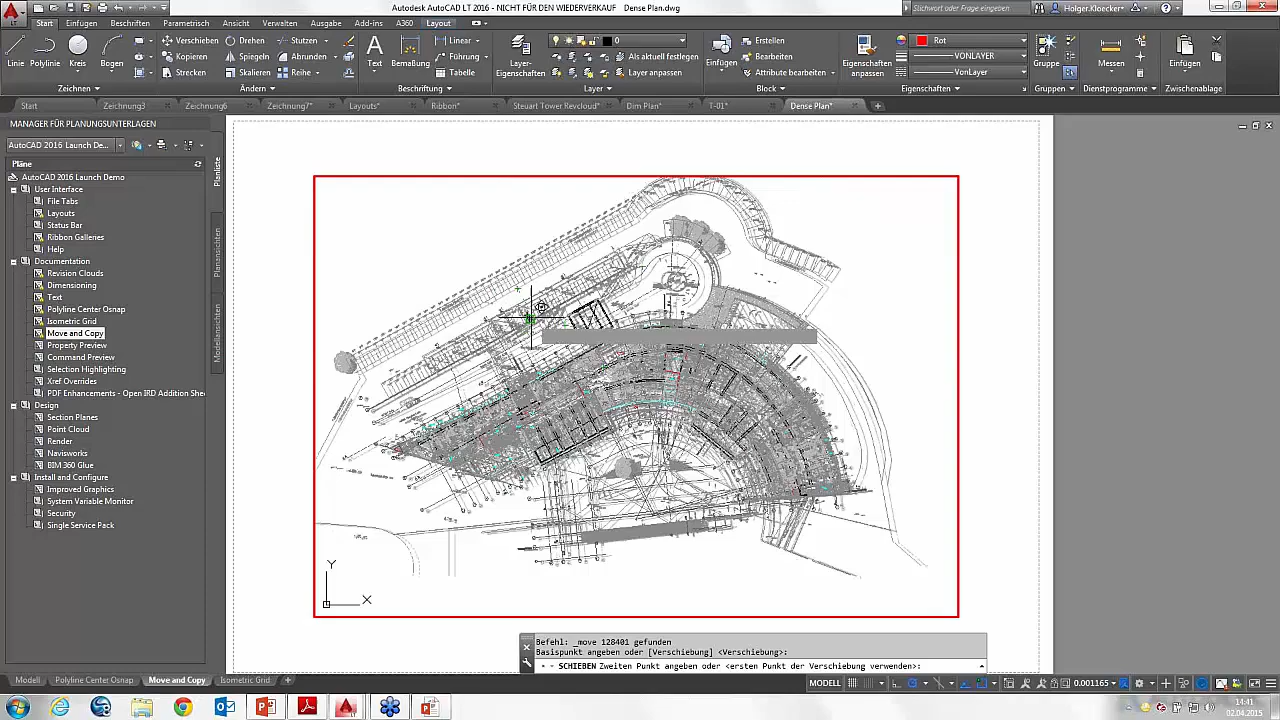 Autodesk AutoCAD LT 2016 - NICHT FÜR DEN WIEDERVERKAUF Dense Plan.dwg
Stichwort oder Frage eingeben
Holger.Kloecker...
LT
Start Einfügen Beschriften Parametrisch Ansicht Verwalten Ausgabe Add-ins A360 Layout
Linie Polylinie Kreis Bogen
Verschieben Drehen Stutzen
Kopieren Spiegeln Abrunden
Strecken Skalieren Reihe
Text Bemaßung
Linear
Führung
Tabelle
Layer-
Eigenschaften
0
Als aktuell festlegen
Layer anpassen
Einfügen
Erstellen
Bearbeiten
Attribute bearbeiten
Eigenschaften
anpassen
Rot
VONLAYER
VonLayer
Gruppe
Messen
Einfügen
Zeichnen Ändern Beschriftung Layer Block Eigenschaften Gruppen Dienstprogramme Zwischenablage
Start Zeichnung3 Zeichnung6 Zeichnung7* Layouts* Ribbon* Steuart Tower Revcloud* Dim Plan* T-01* Dense Plan*
MANAGER FÜR PLANUNGSUNTERLAGEN
AutoCAD 2016 Launch De...
Pläne
AutoCAD 2016 Launch Demo
User Interface
File Tabs
Layouts
Status Bar
Ribbon Galleries
Help
Documentation
Revision Clouds
Dimensioning
Text
Polyline Center Osnap
Isometric Grid
Move and Copy
Property Preview
Command Preview
Selection Highlighting
Xref Overrides
PDF Enhancements - Open IRD Addition Shee
Design
Section Planes
Point Cloud
Render
Navisworks
BIM 360 Glue
Install and Configure
Improved Graphics
System Variable Monitor
Security
Single Service Pack
Planliste
Planansichten
Modellansichten
Y
X
Befehl: _move 128401 gefunden
Basispunkt angeben oder [Verschiebung] <Verschiebung>:
SCHIEBEN Zweiten Punkt angeben oder <ersten Punkt der Verschiebung verwenden>:
Modell Polyline Center Osnap Move and Copy Isometric Grid
MODELL
0.001165
14:41
02.04.2015